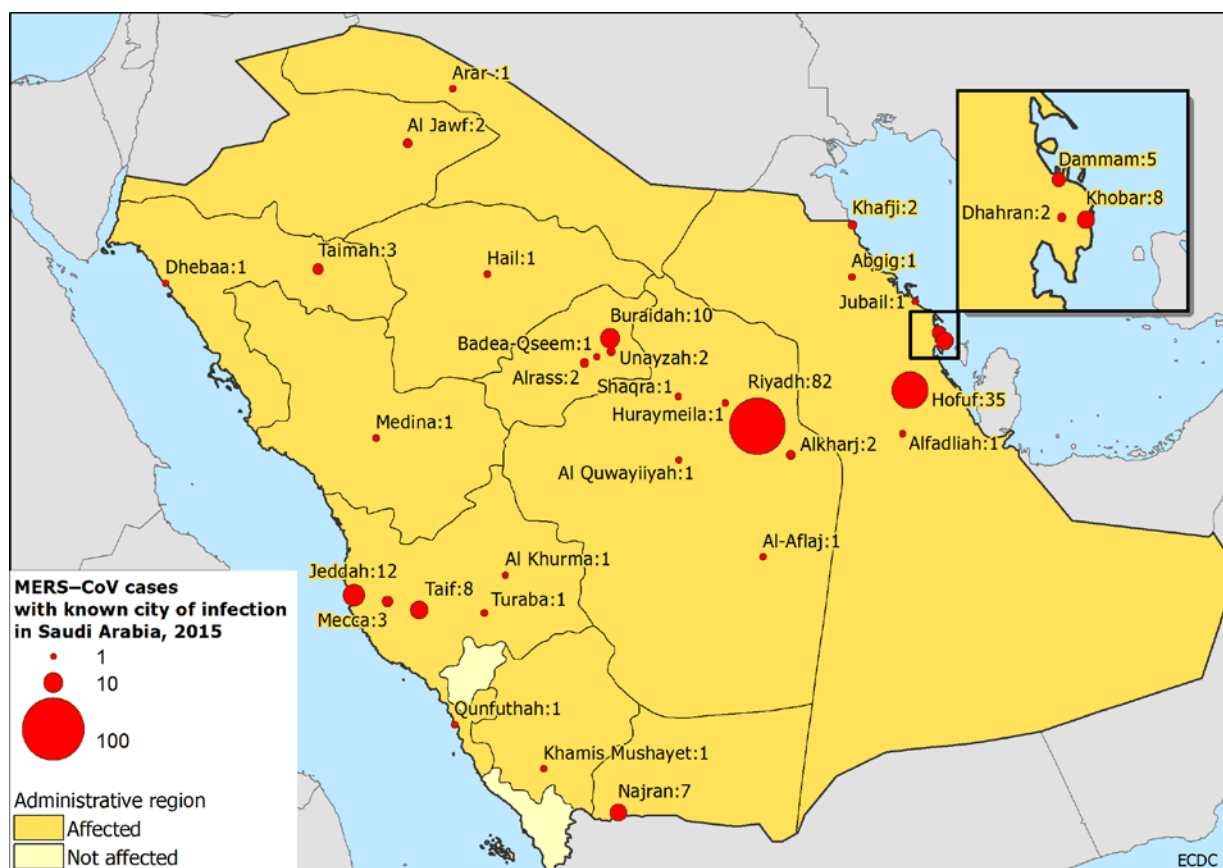 Arar-:1
Al Jawf:2
Dammam:5
Khobar:8
Dhahran:2
Khafji:2
Taimah:3
Hail:1
Abgig:1
Dhebaa:1
Jubail:1
Buraidah:10
Badea-Qseem:1
Unayzah:2
Alrass:2
Shaqra:1
Riyadh:82
Hofuf:35
Huraymeila:1
Medina:1
Alkharj:2
Alfadliah:1
Al Quwayiiyah:1
Al-Aflaj:1
Al Khurma:1
Jeddah:12
Taif:8
Turaba:1
Mecca:3
Qunfuthah:1
Khamis Mushayet:1
Najran:7
MERS–CoV cases
with known city of infection
in Saudi Arabia, 2015
1
10
100
Administrative region
Affected
Not affected
ECDC